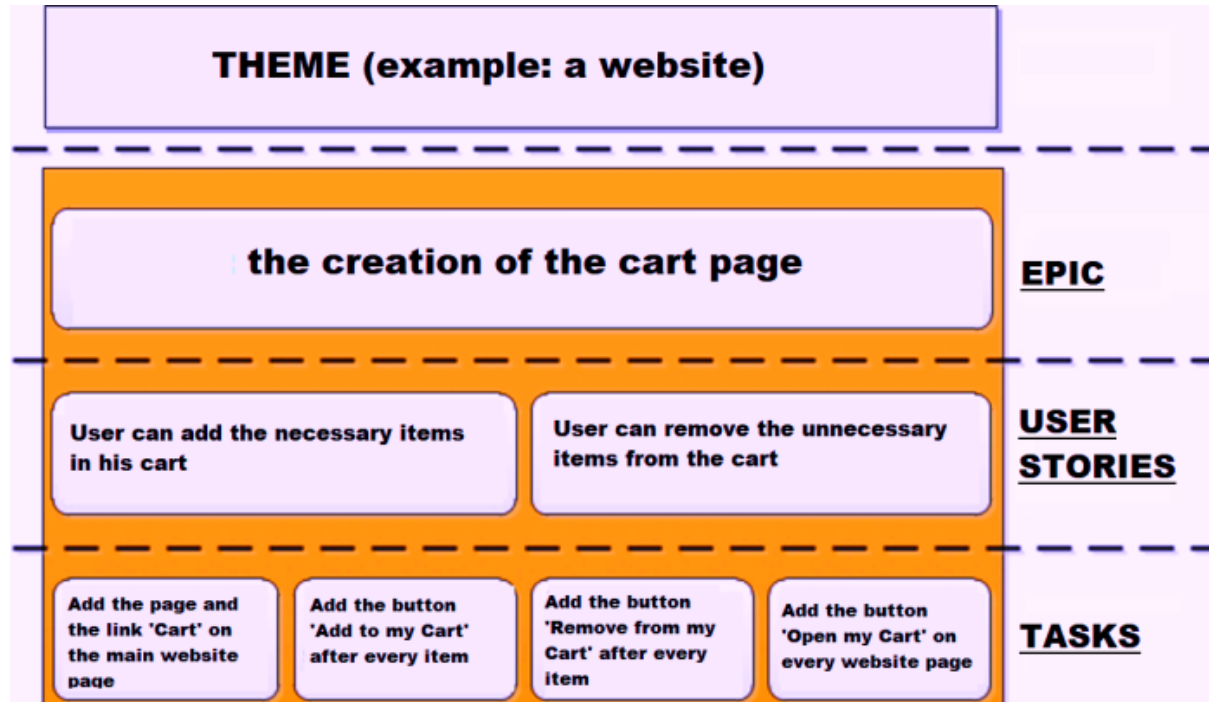 THEME (example: a website)
the creation of the cart page
EPIC
User can add the necessary items
in his cart
User can remove the unnecessary
items from the cart
USER
STORIES
Add the page and
the link 'Cart' on
the main website
page
Add the button
'Add to my Cart'
after every item
Add the button
'Remove from my
Cart' after every
item
Add the button
'Open my Cart' on
every website page
TASKS